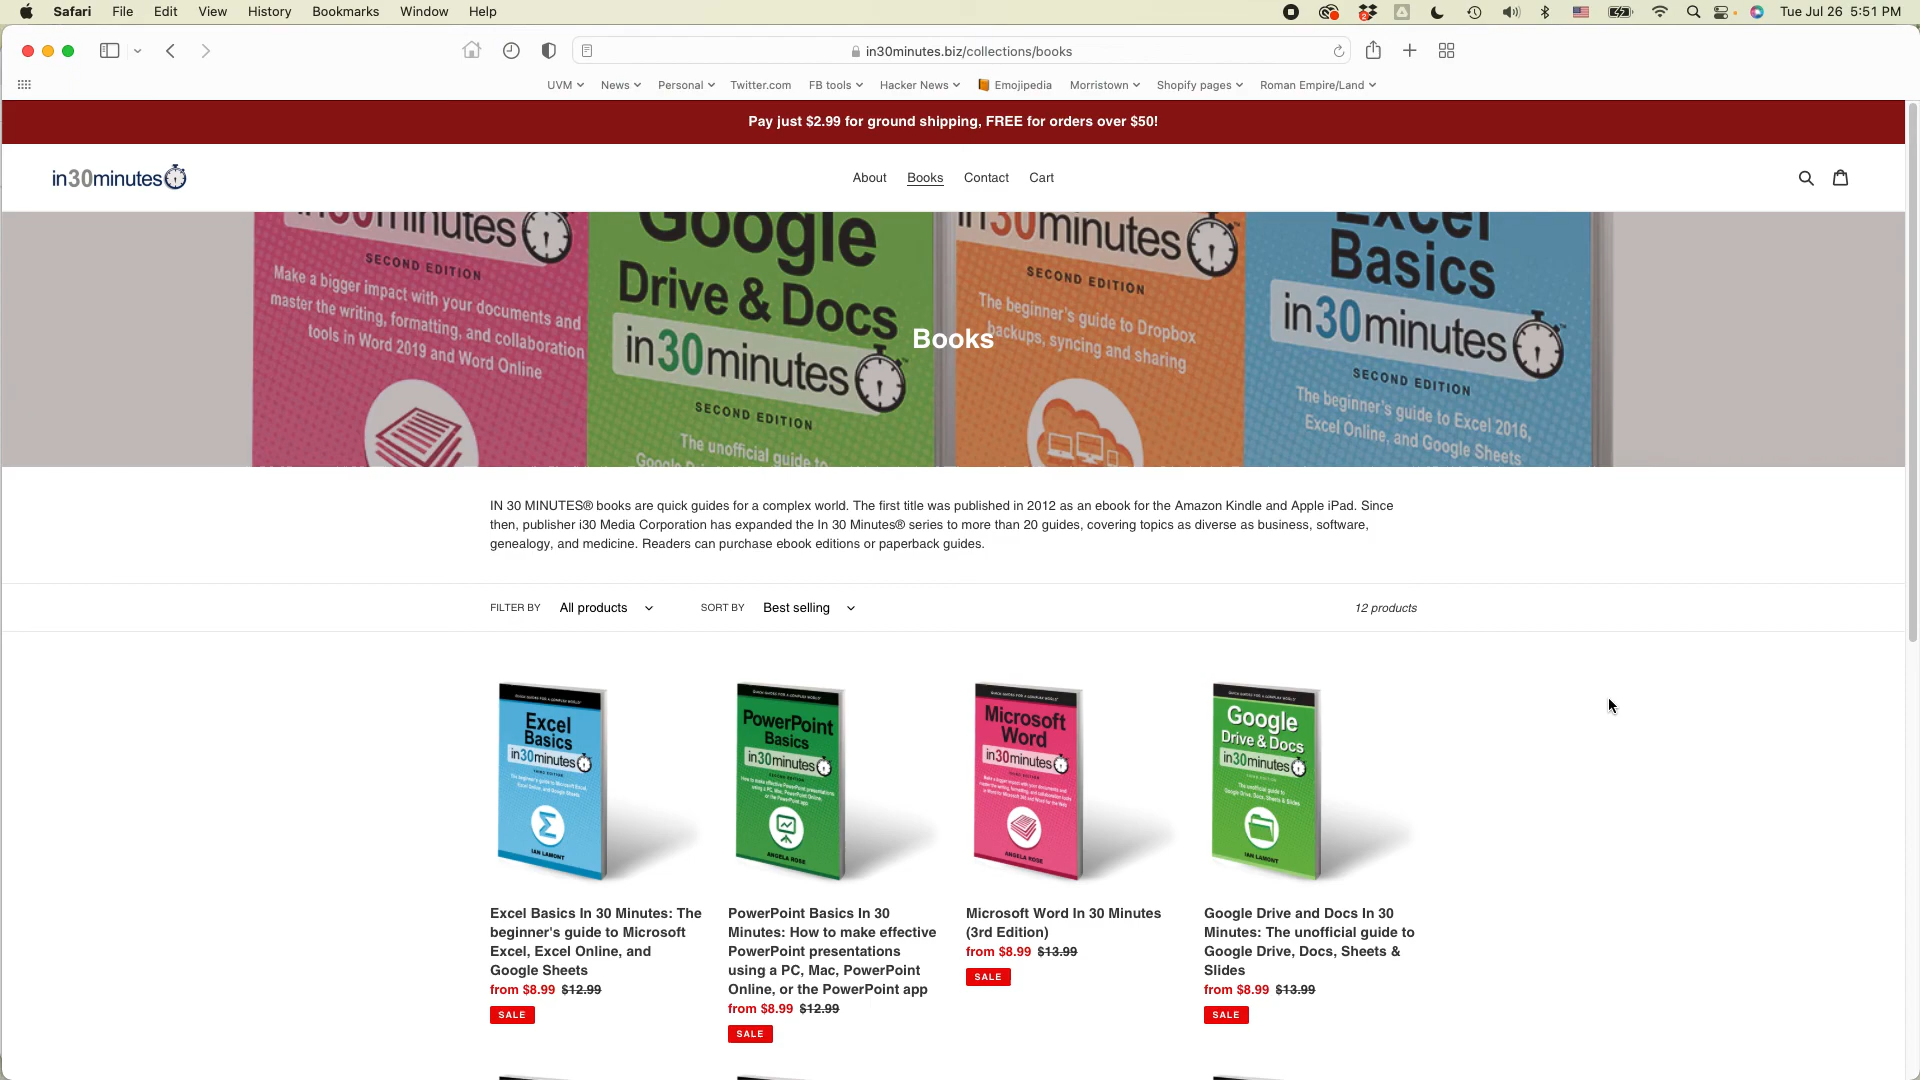 Safari File Edit View History Bookmarks Window Help
Tue Jul 26 5:51 PM
in30minutes.biz/collections/books
UVM News Personal Twitter.com FB tools Hacker News Emojipedia Morristown Shopify pages Roman Empire/Land
Pay just $2.99 for ground shipping, FREE for orders over $50!
in30minutes
About Books Contact Cart
in30minutes
SECOND EDITION
Make a bigger impact with your documents and
master the writing, formatting, and collaboration
tools in Word 2019 and Word Online
Google
Drive & Docs
in30minutes™
SECOND EDITION
The unofficial guide to
in30minutes™
SECOND EDITION
The beginner's guide to Dropbox
backups, syncing and sharing
Excel
Basics
in30minutes™
SECOND EDITION
The beginner's guide to Excel 2016,
Excel Online, and Google Sheets
Books
IN 30 MINUTES® books are quick guides for a complex world. The first title was published in 2012 as an ebook for the Amazon Kindle and Apple iPad. Since
then, publisher i30 Media Corporation has expanded the In 30 Minutes® series to more than 20 guides, covering topics as diverse as business, software,
genealogy, and medicine. Readers can purchase ebook editions or paperback guides.
FILTER BY All products SORT BY Best selling 12 products
QUICK GUIDES FOR A COMPLEX WORLD
Excel
Basics
in30minutes
THIRD EDITION
The beginner's guide to Microsoft Excel,
Excel Online, and Google Sheets
IAN LAMONT
QUICK GUIDES FOR A COMPLEX WORLD
PowerPoint
Basics
in30minutes
SECOND EDITION
How to make effective PowerPoint presentations
using a PC, Mac, PowerPoint Online,
or the PowerPoint app
ANGELA ROSE
QUICK GUIDES FOR A COMPLEX WORLD
Microsoft
Word
in30minutes
THIRD EDITION
Make a bigger impact with your documents and
master the writing, formatting, and collaboration tools
in Word for Microsoft 365 and Word for the Web
ANGELA ROSE
QUICK GUIDES FOR A COMPLEX WORLD
Google
Drive & Docs
in30minutes
THIRD EDITION
The unofficial guide to
Google Drive, Docs, Sheets & Slides
IAN LAMONT
Excel Basics In 30 Minutes: The
beginner's guide to Microsoft
Excel, Excel Online, and
Google Sheets
from $8.99 $12.99
SALE
PowerPoint Basics In 30
Minutes: How to make effective
PowerPoint presentations
using a PC, Mac, PowerPoint
Online, or the PowerPoint app
from $8.99 $12.99
SALE
Microsoft Word In 30 Minutes
(3rd Edition)
from $8.99 $13.99
SALE
Google Drive and Docs In 30
Minutes: The unofficial guide to
Google Drive, Docs, Sheets &
Slides
from $8.99 $13.99
SALE